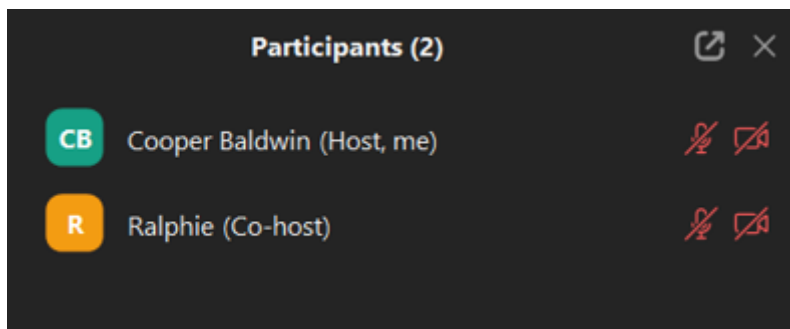 Participants (2)
CB Cooper Baldwin (Host, me)
R Ralphie (Co-host)